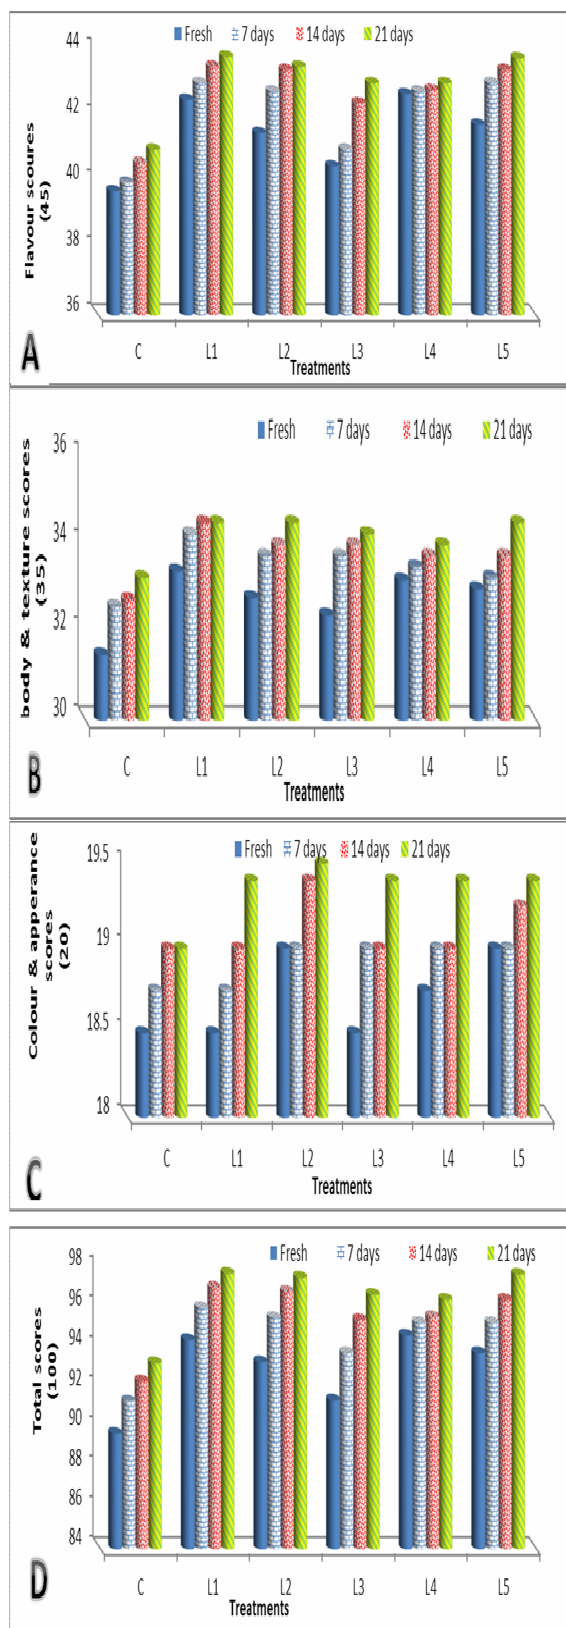 Fresh 7 days 14 days 21 days
44
42
40
38
36
Flavour scoures
(45)
C L1 L2 L3 L4 L5
Treatments
A
Fresh 7 days 14 days 21 days
36
34
32
30
body & texture scores
(35)
C L1 L2 L3 L4 L5
Treatments
B
Fresh 7 days 14 days 21 days
19.5
19
18.5
18
Colour & apperance
scores
(20)
C L1 L2 L3 L4 L5
Treatments
C
Fresh 7 days 14 days 21 days
98
96
94
92
90
88
86
84
Total scores
(100)
C L1 L2 L3 L4 L5
Treatments
D